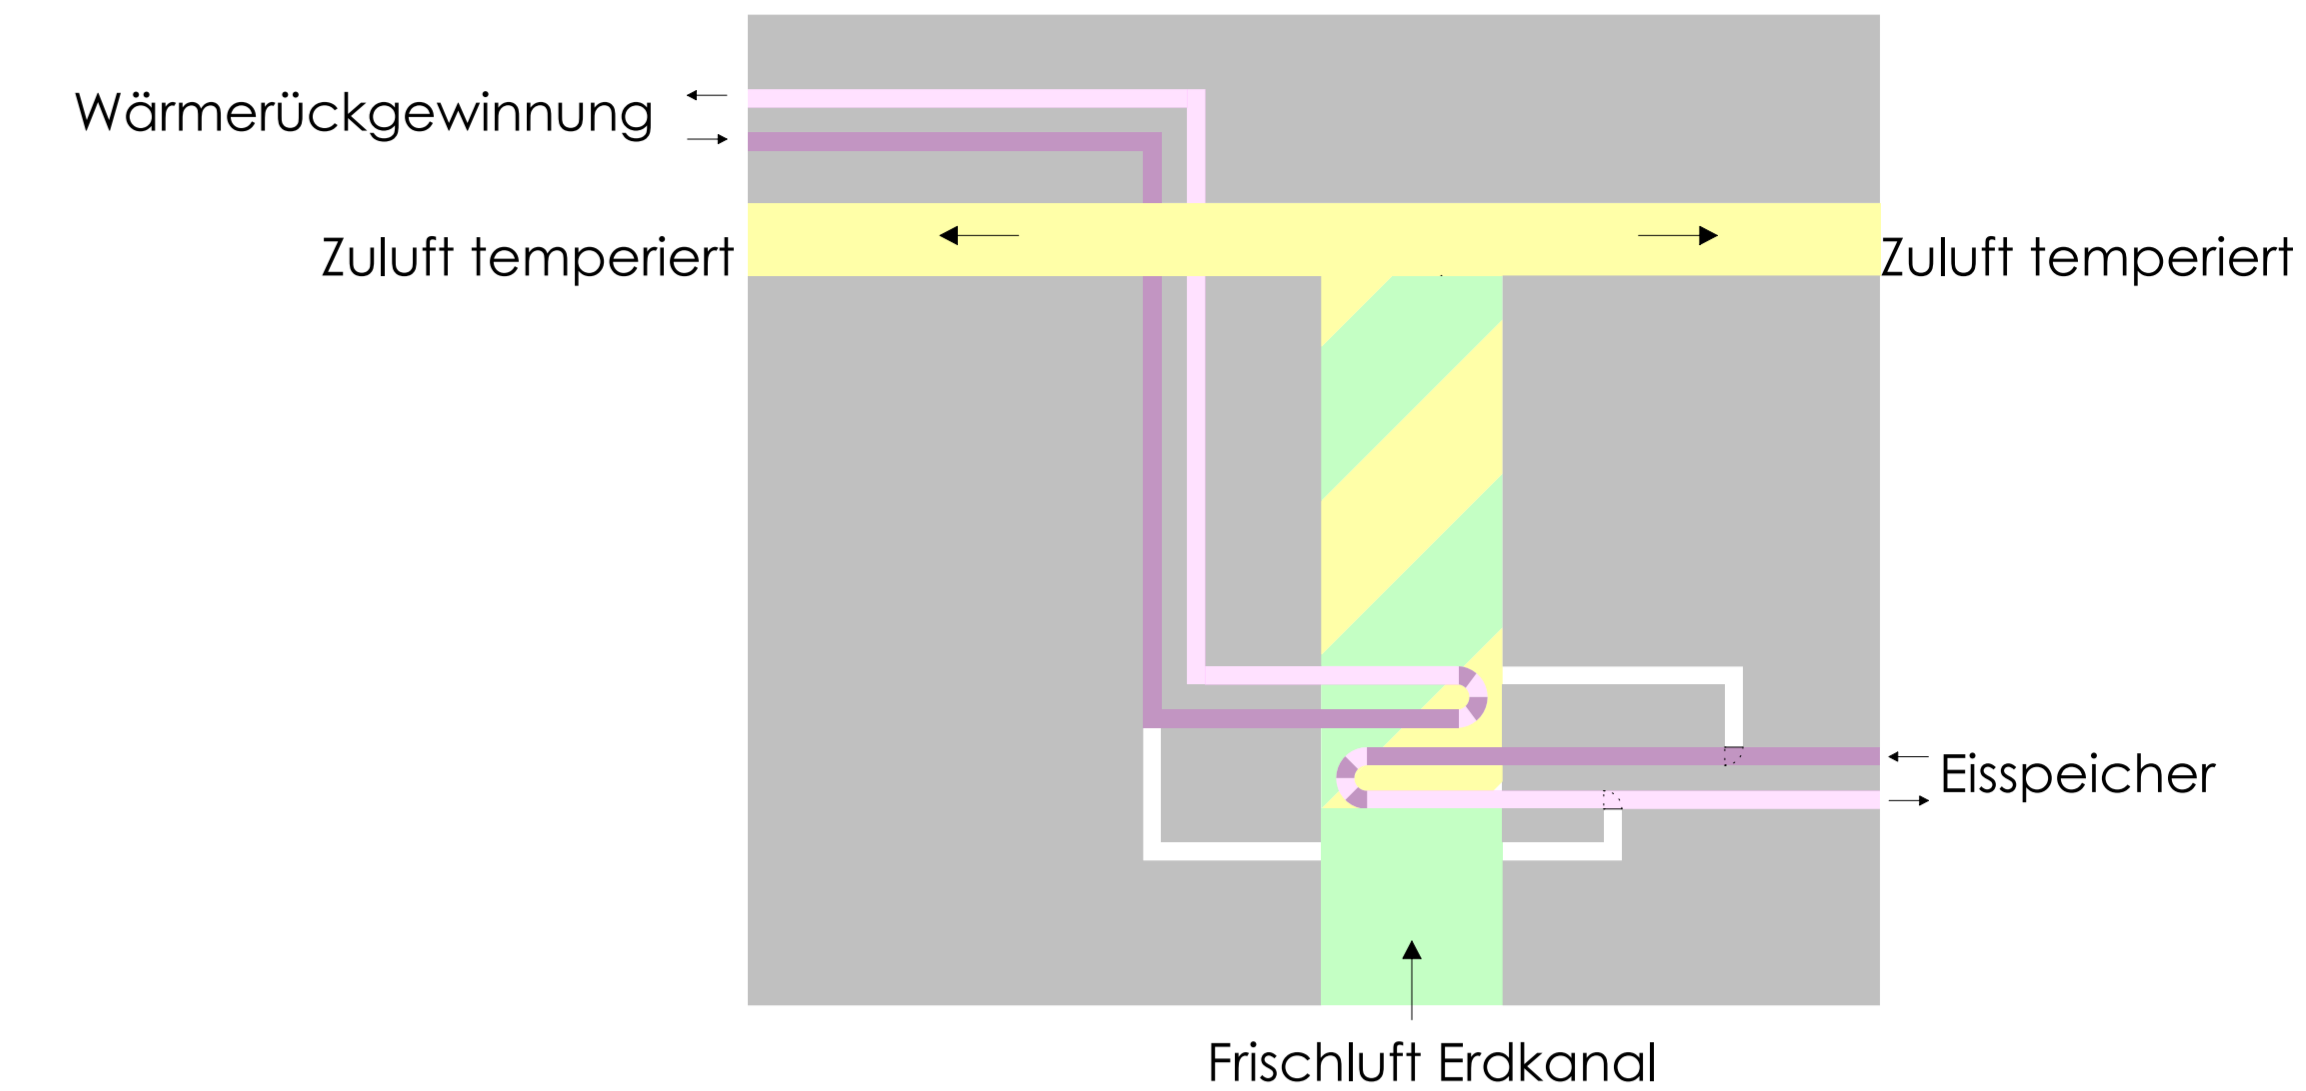 Wärmerückgewinnung
Zuluft temperiert
Zuluft temperiert
Eisspeicher
Frischluft Erdkanal